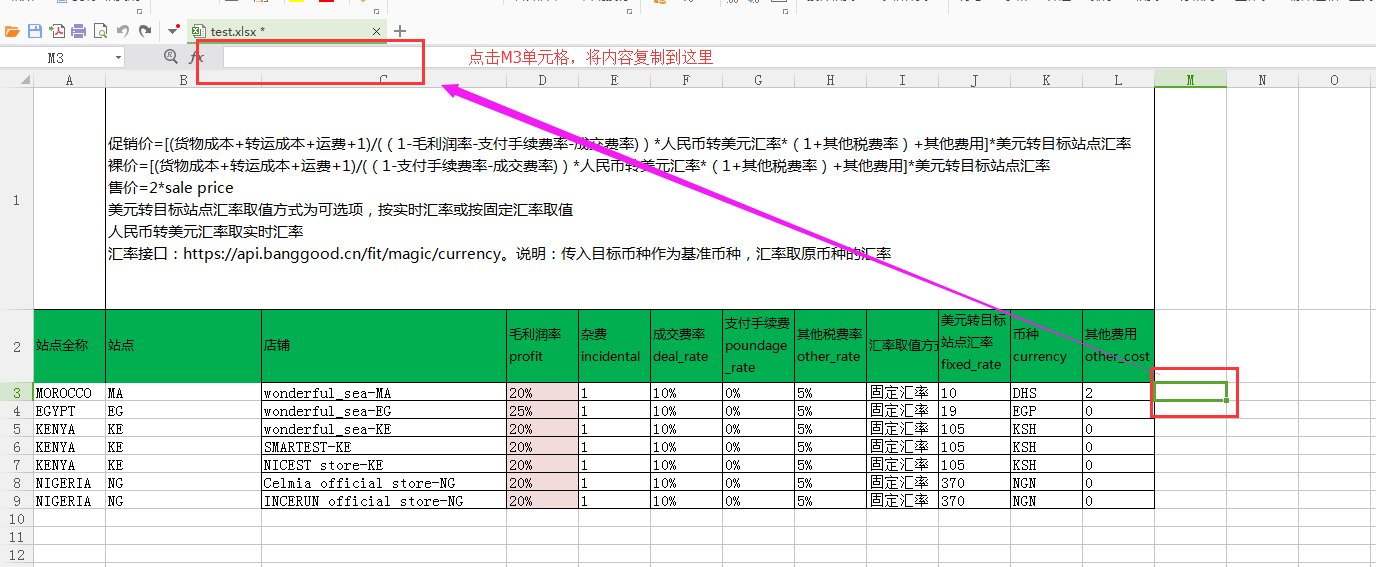 test.xlsx *
M3
fx
点击M3单元格，将内容复制到这里
A B C D E F G H I J K L M N O
1
促销价=[(货物成本+转运成本+运费+1)/(（1-毛利润率-支付手续费率-成交费率)）*人民币转美元汇率*（1+其他税费率）+其他费用]*美元转目标站点汇率
裸价=[(货物成本+转运成本+运费+1)/(（1-支付手续费率-成交费率)）*人民币转美元汇率*（1+其他税费率）+其他费用]*美元转目标站点汇率
售价=2*sale price
美元转目标站点汇率取值方式为可选项，按实时汇率或按固定汇率取值
人民币转美元汇率取实时汇率
汇率接口：https://api.banggood.cn/fit/magic/currency。说明：传入目标币种作为基准币种，汇率取原币种的汇率
2
站点全称
站点
店铺
毛利润率
profit
杂费
incidental
成交费率
deal_rate
支付手续费
poundage
_rate
其他税费率
other_rate
汇率取值方式
美元转目标
站点汇率
fixed_rate
币种
currency
其他费用
other_cost
3 MOROCCO MA wonderful_sea-MA 20% 1 10% 0% 5% 固定汇率 10 DHS 2
4 EGYPT EG wonderful_sea-EG 25% 1 10% 0% 5% 固定汇率 19 EGP 0
5 KENYA KE wonderful_sea-KE 20% 1 10% 0% 5% 固定汇率 105 KSH 0
6 KENYA KE SMARTEST-KE 20% 1 10% 0% 5% 固定汇率 105 KSH 0
7 KENYA KE NICEST store-KE 20% 1 10% 0% 5% 固定汇率 105 KSH 0
8 NIGERIA NG Celmia official store-NG 20% 1 10% 0% 5% 固定汇率 370 NGN 0
9 NIGERIA NG INCERUN official store-NG 20% 1 10% 0% 5% 固定汇率 370 NGN 0
10
11
12